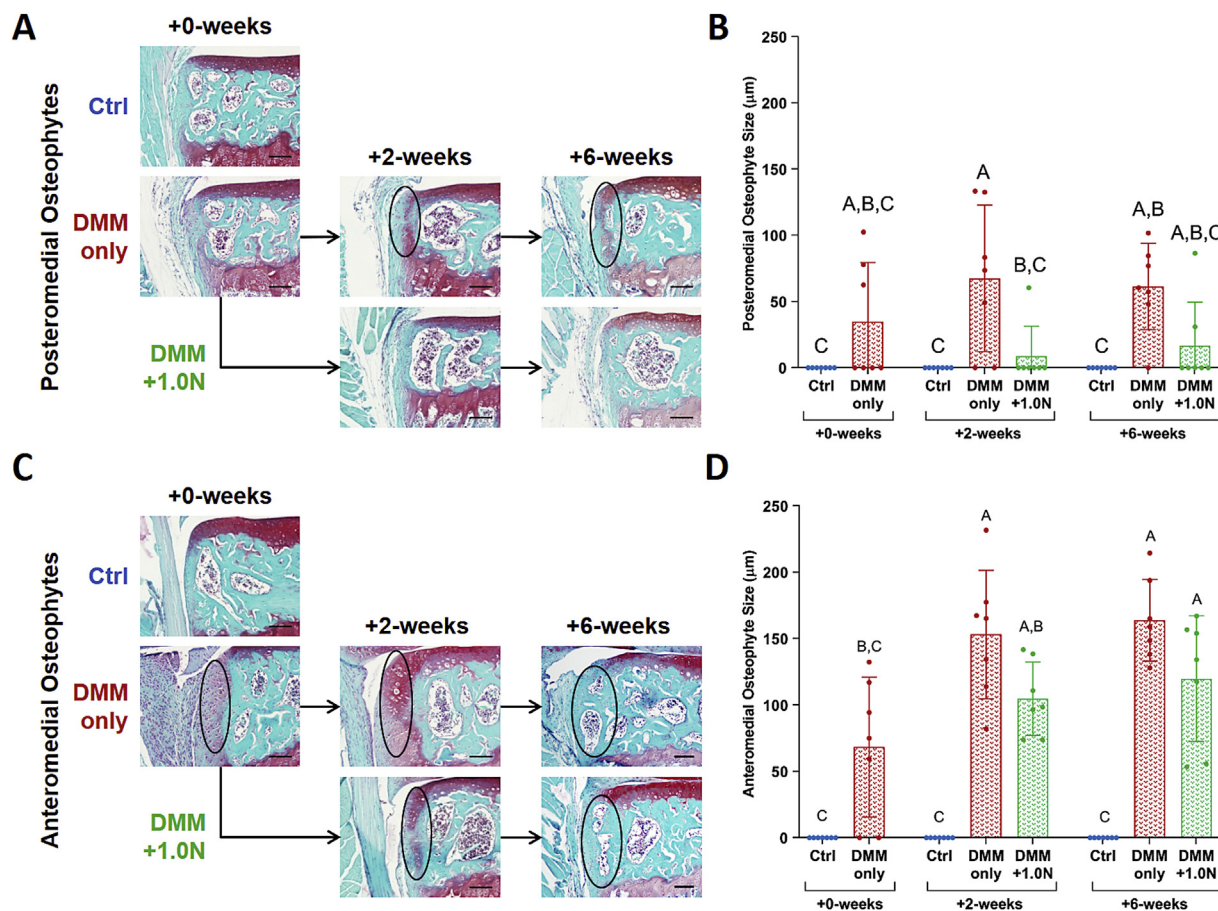 A
+0-weeks
Posteromedial Osteophytes
Ctrl
+2-weeks
+6-weeks
DMM
only
DMM
+1.0N
B
Posteromedial Osteophyte Size (μm)
250
200
150
100
50
0
C
A,B,C
C
A
B,C
C
A,B
A,B,C
Ctrl
DMM
only
Ctrl
DMM
only
DMM
+1.0N
Ctrl
DMM
only
DMM
+1.0N
+0-weeks
+2-weeks
+6-weeks
C
+0-weeks
Anteromedial Osteophytes
Ctrl
+2-weeks
+6-weeks
DMM
only
DMM
+1.0N
D
Anteromedial Osteophyte Size (μm)
250
200
150
100
50
0
C
B,C
C
A
A,B
C
A
A
Ctrl
DMM
only
Ctrl
DMM
only
DMM
+1.0N
Ctrl
DMM
only
DMM
+1.0N
+0-weeks
+2-weeks
+6-weeks